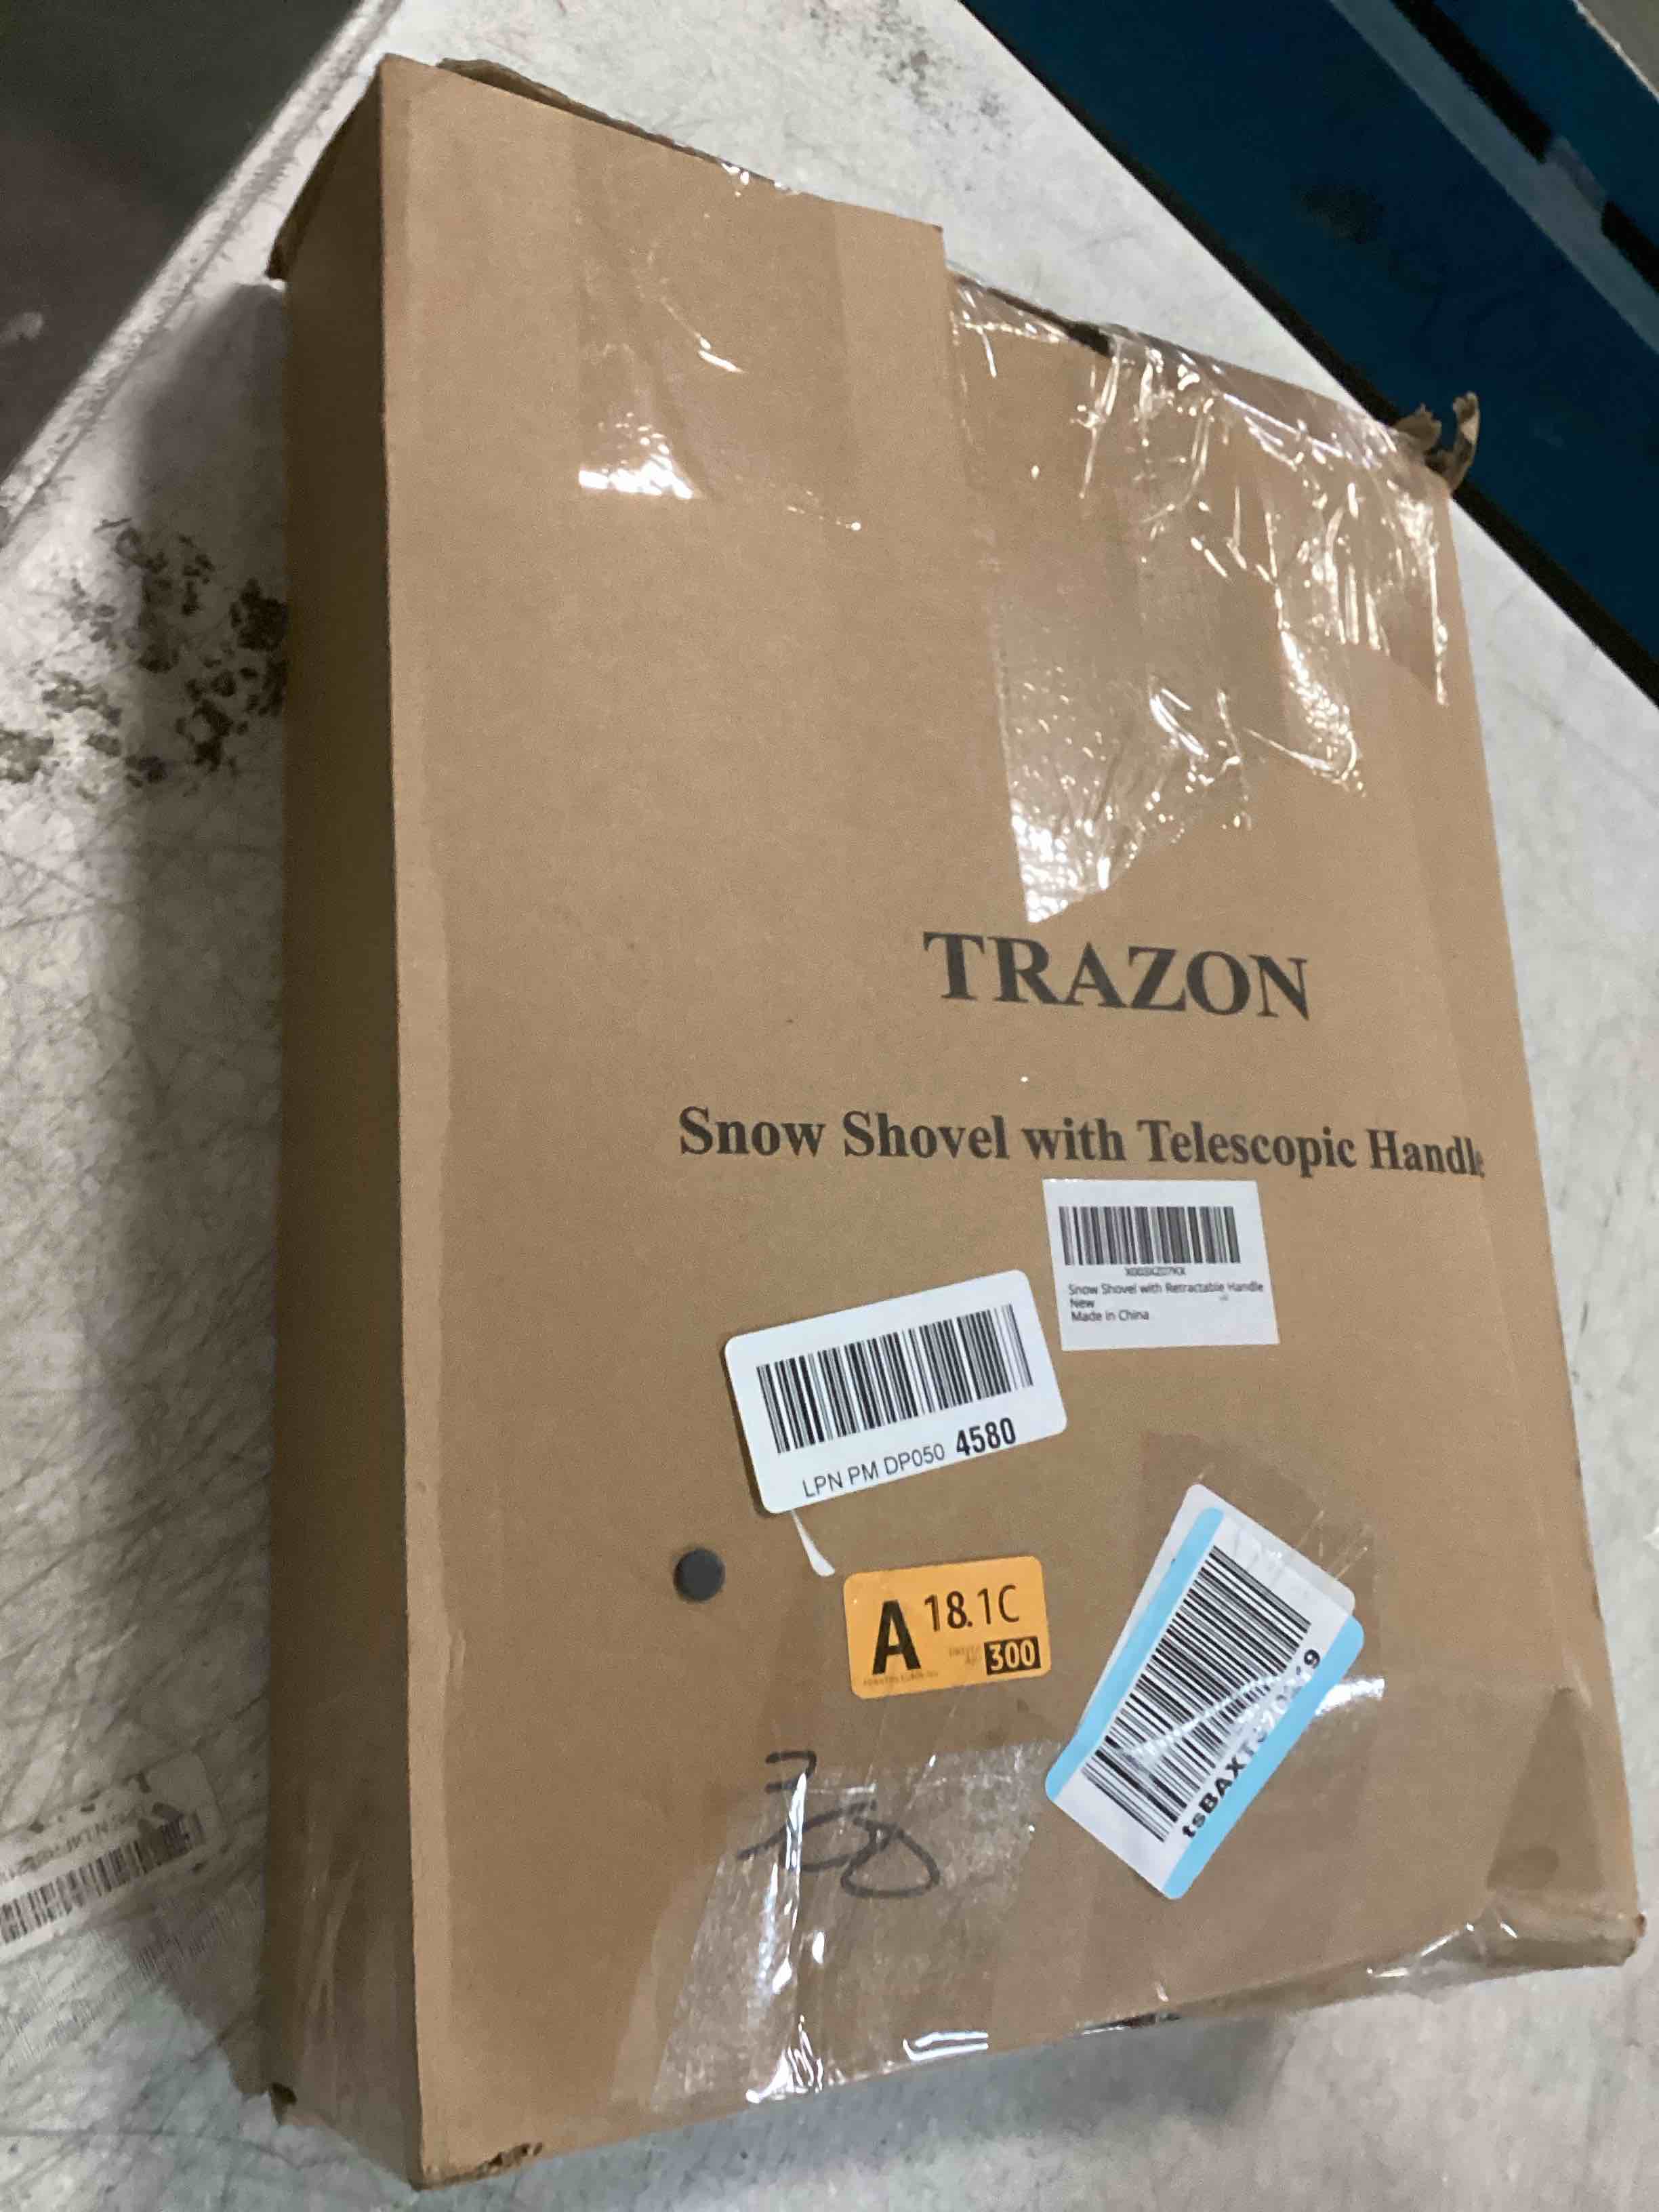 TRAZON
Snow Shovel with Telescopic Handle
Snow Shovel with Retractable Handle
New
Made in China
LPN PM DP050 4580
A 18.1C
300